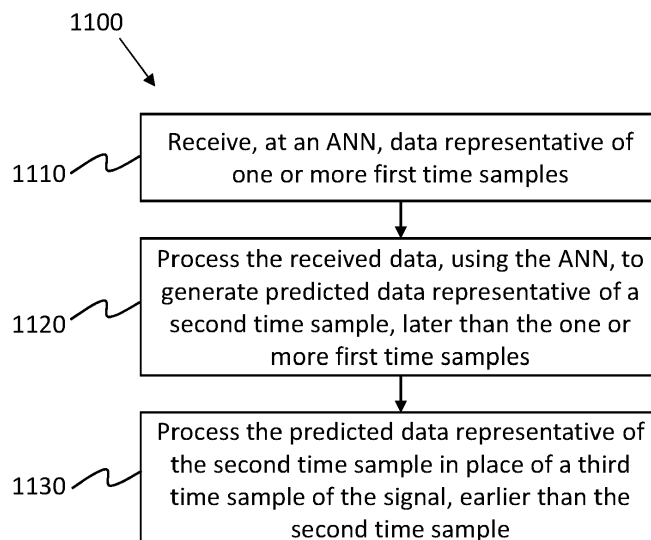 1100
1110
Receive, at an ANN, data representative of
one or more first time samples
1120
Process the received data, using the ANN, to
generate predicted data representative of a
second time sample, later than the one or
more first time samples
1130
Process the predicted data representative of
the second time sample in place of a third
time sample of the signal, earlier than the
second time sample